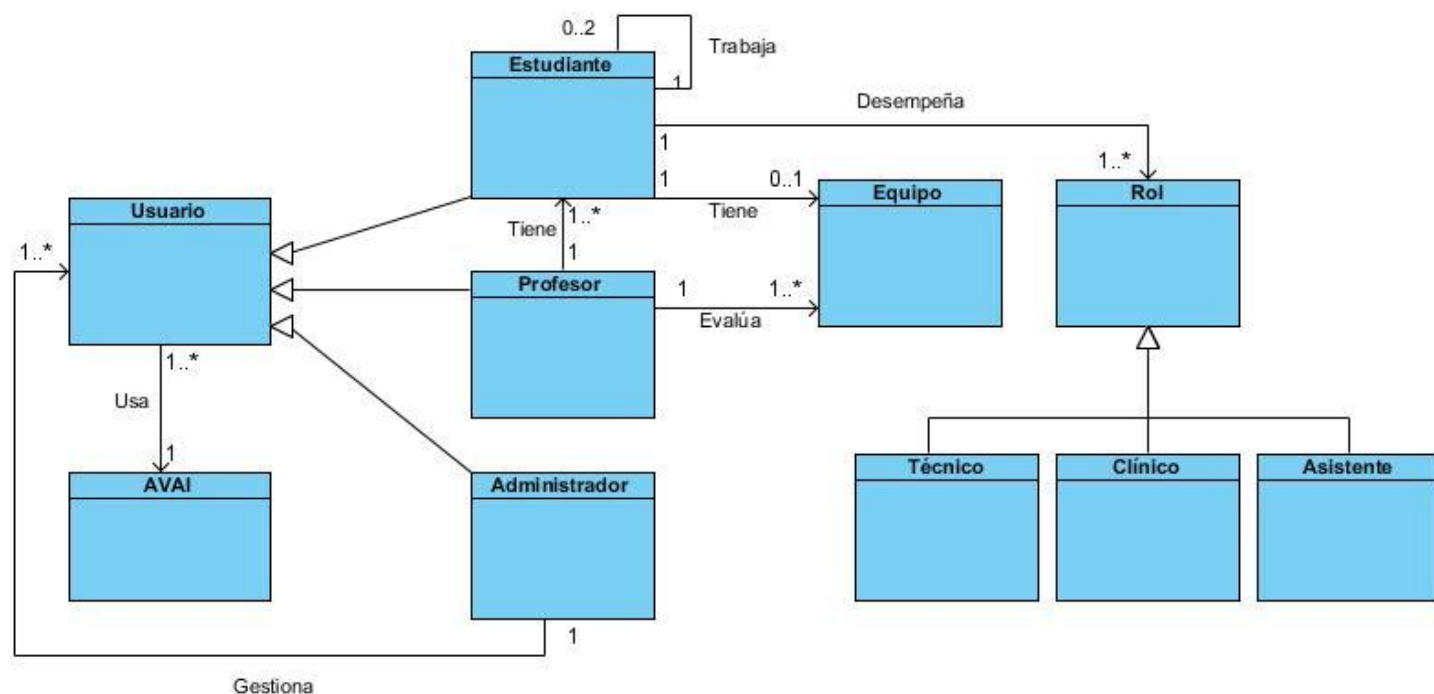 0..2
Trabaja
Estudiante
1
Desempeña
1
1..*
1
0..1
Equipo
Rol
Usuario
Tiene
1..*
Tiene
1..*
1
Profesor
1
1..*
Evalúa
1..*
Usa
1
Técnico
Clínico
Asistente
AVAI
Administrador
1
Gestiona